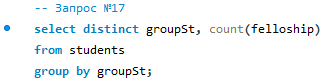 -- Запрос №17
select distinct groupSt, count(felloship)
from students
group by groupSt;